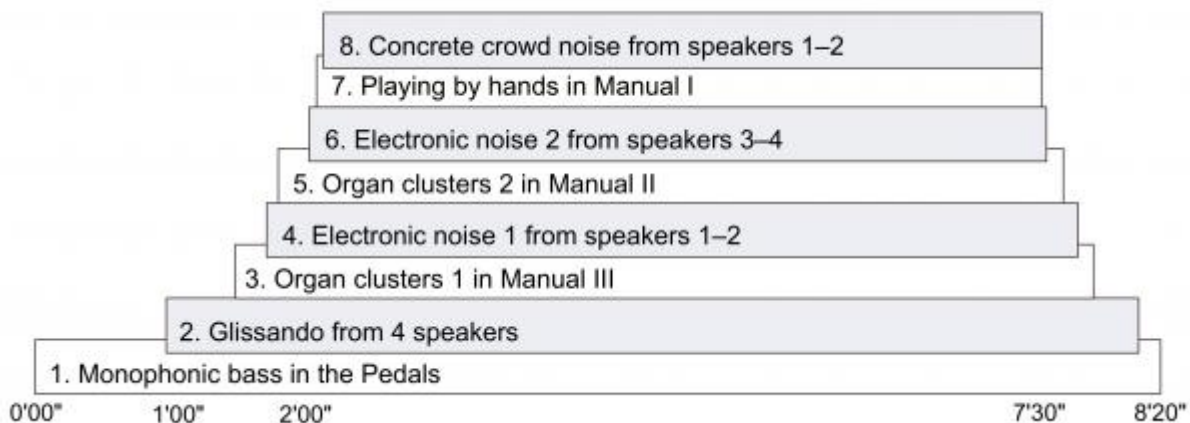 8. Concrete crowd noise from speakers 1–2
7. Playing by hands in Manual I
6. Electronic noise 2 from speakers 3–4
5. Organ clusters 2 in Manual II
4. Electronic noise 1 from speakers 1–2
3. Organ clusters 1 in Manual III
2. Glissando from 4 speakers
1. Monophonic bass in the Pedals
0'00" 1'00" 2'00" 7'30" 8'20"